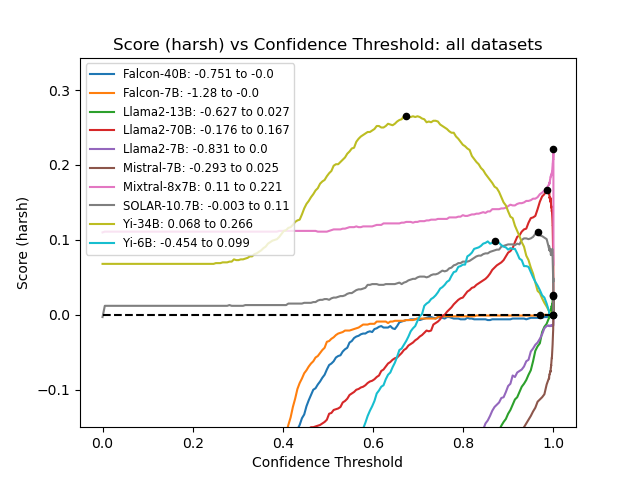 Score (harsh) vs Confidence Threshold: all datasets
Score (harsh)
0.3
0.2
0.1
0.0
−0.1
Falcon-40B: -0.751 to -0.0
Falcon-7B: -1.28 to -0.0
Llama2-13B: -0.627 to 0.027
Llama2-70B: -0.176 to 0.167
Llama2-7B: -0.831 to 0.0
Mistral-7B: -0.293 to 0.025
Mixtral-8x7B: 0.11 to 0.221
SOLAR-10.7B: -0.003 to 0.11
Yi-34B: 0.068 to 0.266
Yi-6B: -0.454 to 0.099
0.0 0.2 0.4 0.6 0.8 1.0
Confidence Threshold